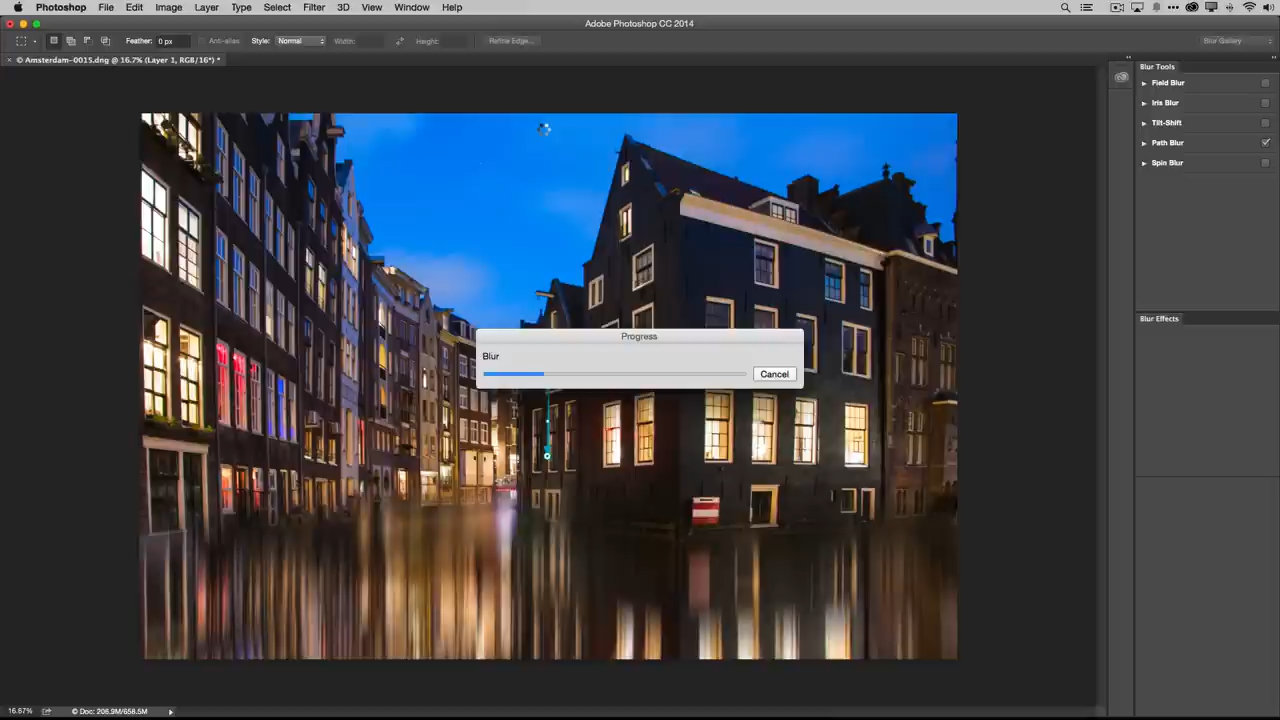 Photoshop File Edit Image Layer Type Select Filter 3D View Window Help
Adobe Photoshop CC 2014
Feather: 0 px Anti-alias Style: Normal Width: Height: Refine Edge... Blur Gallery
× © Amsterdam-0015.dng @ 16.7% (Layer 1, RGB/16*) *
Blur Tools
Field Blur
Iris Blur
Tilt-Shift
Path Blur
Spin Blur
Blur Effects
Progress
Blur
Cancel
16.67% © Doc: 206.9M/658.5M